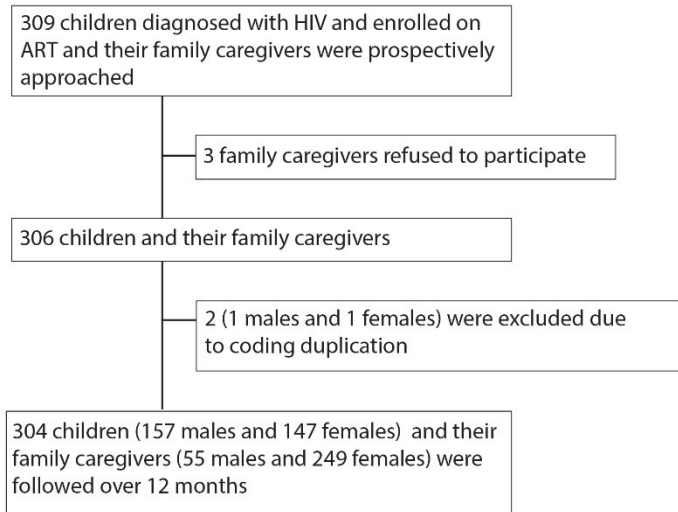 309 children diagnosed with HIV and enrolled on
ART and their family caregivers were prospectively
approached
3 family caregivers refused to participate
306 children and their family caregivers
2 (1 males and 1 females) were excluded due
to coding duplication
304 children (157 males and 147 females) and their
family caregivers (55 males and 249 females) were
followed over 12 months